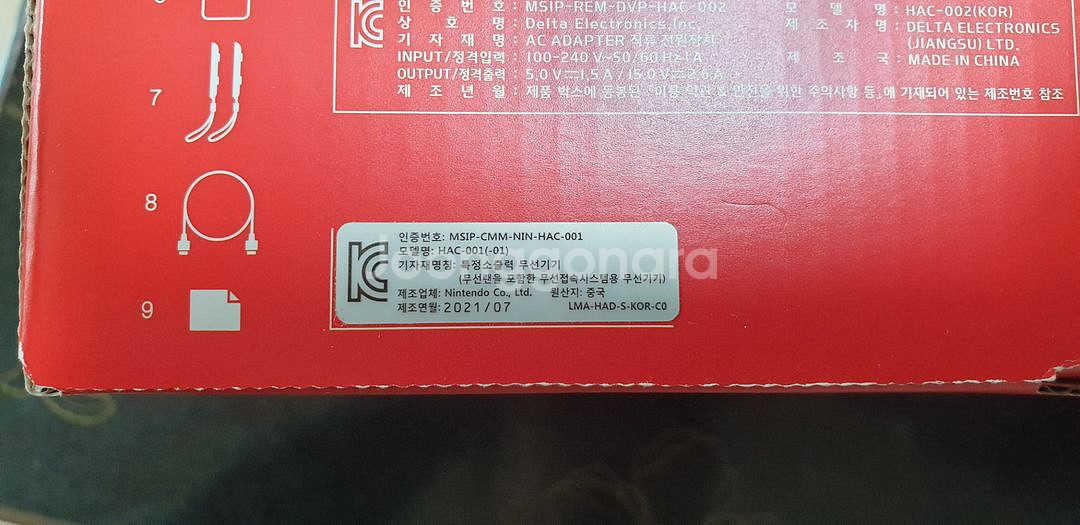 인 증 번 호 : MSIP-REM-DVP-HAC-002
모 델 명 : HAC-002(KOR)
상 호 명 : Delta Electronics Inc.
제 조 자 명 : DELTA ELECTRONICS
(JIANGSU) LTD.
기 자 재 명 : AC ADAPTER 직류 전원장치
INPUT/정격입력 : 100-240 V~50/60 Hz 1 A
제 조 국 : MADE IN CHINA
OUTPUT/정격출력 : 5.0 V⎓1.5 A / 15.0 V⎓2.6 A
제 조 년 월 : 제품 박스에 동봉된 「이용 약관 & 안전을 위한 주의사항 등」에 기재되어 있는 제조번호 참조
7
8
9
인증번호: MSIP-CMM-NIN-HAC-001
모델명: HAC-001(-01)
기자재명칭: 특정소출력 무선기기
(무선랜을 포함한 무선접속시스템용 무선기기)
제조업체: Nintendo Co., Ltd. 원산지: 중국
제조연월: 2021/07 LMA-HAD-S-KOR-C0